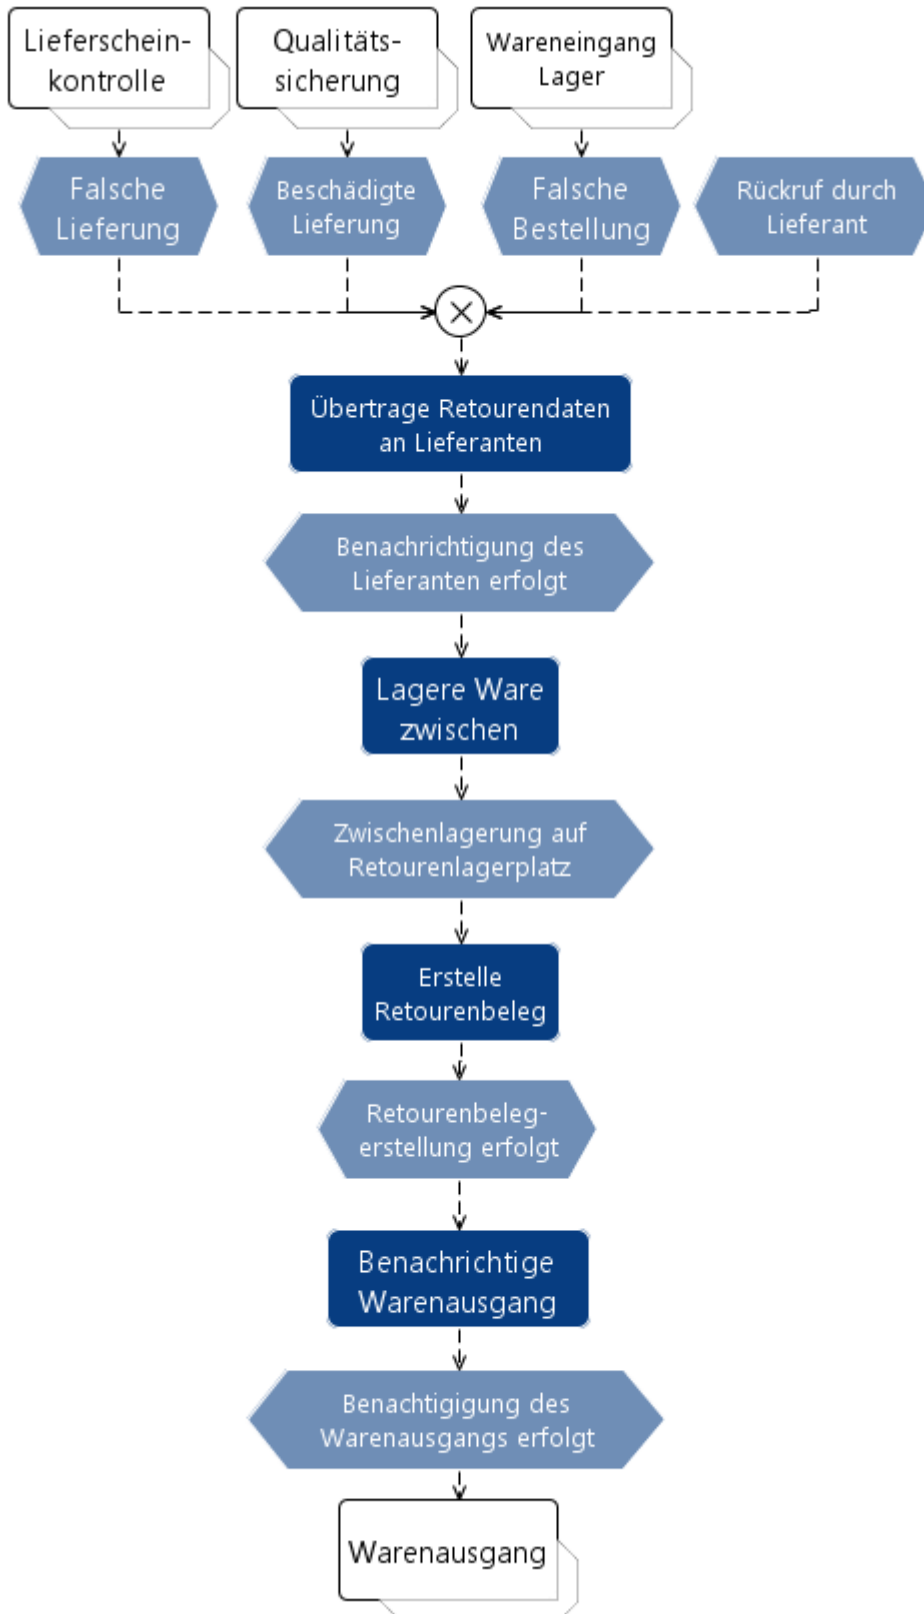 Lieferschein-
kontrolle
Qualitäts-
sicherung
Wareneingang
Lager
Falsche
Lieferung
Beschädigte
Lieferung
Falsche
Bestellung
Rückruf durch
Lieferant
Übertrage Retourendaten
an Lieferanten
Benachrichtigung des
Lieferanten erfolgt
Lagere Ware
zwischen
Zwischenlagerung auf
Retourenlagerplatz
Erstelle
Retourenbeleg
Retourenbeleg-
erstellung erfolgt
Benachrichtige
Warenausgang
Benachtigigung des
Warenausgangs erfolgt
Warenausgang